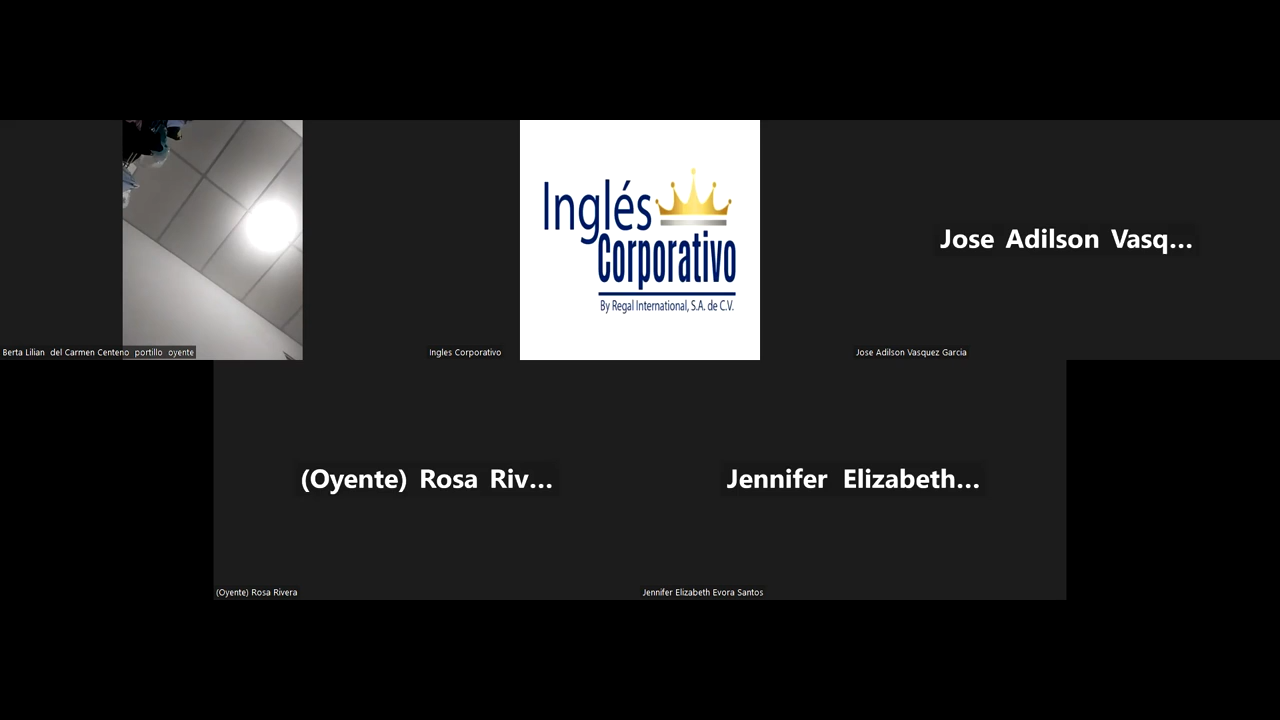 Inglés
Corporativo
By Regal International, S.A. de C.V.
Jose Adilson Vasq...
Berta Lilian del Carmen Centeno portillo oyente
Ingles Corporativo
Jose Adilson Vasquez Garcia
(Oyente) Rosa Riv...
Jennifer Elizabeth...
(Oyente) Rosa Rivera
Jennifer Elizabeth Evora Santos